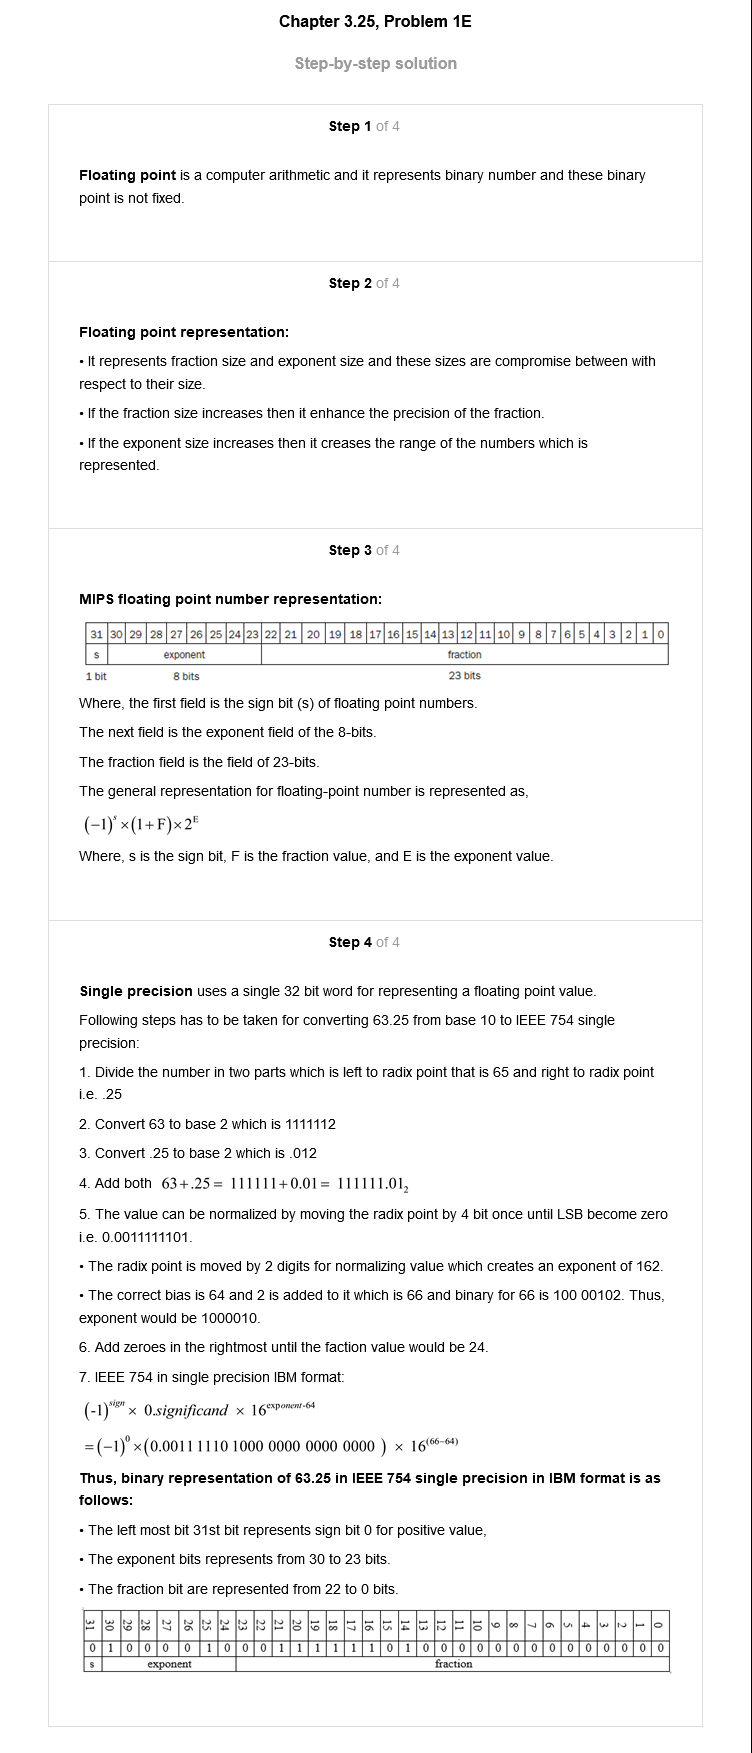 Chapter 3.25, Problem 1E
Step-by-step solution
Step 1 of 4
Floating point is a computer arithmetic and it represents binary number and these binary
point is not fixed.
Step 2 of 4
Floating point representation:
• It represents fraction size and exponent size and these sizes are compromise between with
respect to their size.
• If the fraction size increases then it enhance the precision of the fraction.
• If the exponent size increases then it creases the range of the numbers which is
represented.
Step 3 of 4
MIPS floating point number representation:
31 30 29 28 27 26 25 24 23 22 21 20 19 18 17 16 15 14 13 12 11 10 9 8 7 6 5 4 3 2 1 0
s exponent fraction
1 bit 8 bits 23 bits
Where, the first field is the sign bit (s) of floating point numbers.
The next field is the exponent field of the 8-bits.
The fraction field is the field of 23-bits.
The general representation for floating-point number is represented as,
(−1)^s ×(1+F)×2^E
Where, s is the sign bit, F is the fraction value, and E is the exponent value.
Step 4 of 4
Single precision uses a single 32 bit word for representing a floating point value.
Following steps has to be taken for converting 63.25 from base 10 to IEEE 754 single
precision:
1. Divide the number in two parts which is left to radix point that is 65 and right to radix point
i.e. .25
2. Convert 63 to base 2 which is 1111112
3. Convert .25 to base 2 which is .012
4. Add both 63+.25= 111111+0.01= 111111.01₂
5. The value can be normalized by moving the radix point by 4 bit once until LSB become zero
i.e. 0.0011111101.
• The radix point is moved by 2 digits for normalizing value which creates an exponent of 162.
• The correct bias is 64 and 2 is added to it which is 66 and binary for 66 is 100 00102. Thus,
exponent would be 1000010.
6. Add zeroes in the rightmost until the faction value would be 24.
7. IEEE 754 in single precision IBM format:
(-1)^sign × 0.significand × 16^exponent-64
=(−1)^0 ×(0.0011 1110 1000 0000 0000 0000 ) × 16^(66−64)
Thus, binary representation of 63.25 in IEEE 754 single precision in IBM format is as
follows:
• The left most bit 31st bit represents sign bit 0 for positive value,
• The exponent bits represents from 30 to 23 bits.
• The fraction bit are represented from 22 to 0 bits.
31 30 29 28 27 26 25 24 23 22 21 20 19 18 17 16 15 14 13 12 11 10 9 8 7 6 5 4 3 2 1 0
0 1 0 0 0 0 1 0 0 0 1 1 1 1 1 1 0 1 0 0 0 0 0 0 0 0 0 0 0 0 0 0
s exponent fraction